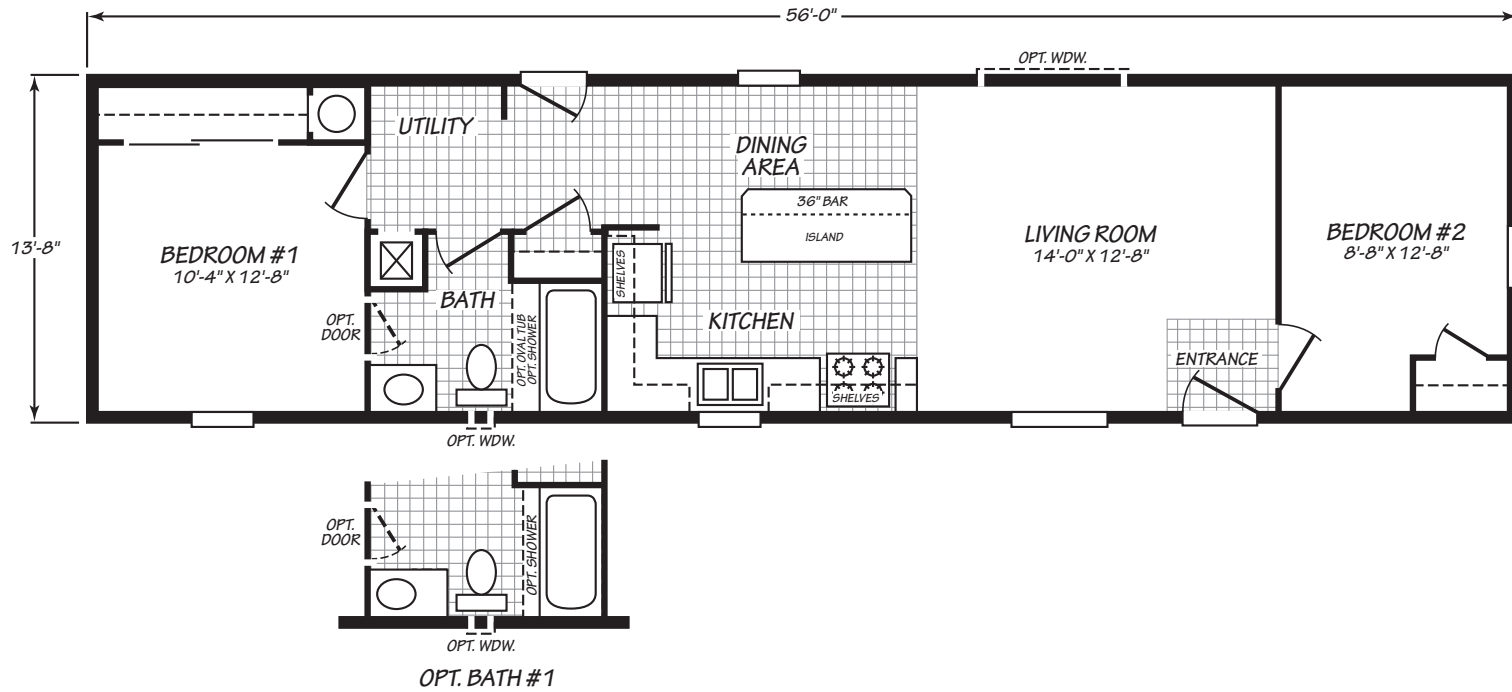 56'-0"
OPT. WDW.
13'-8"
UTILITY
DINING
AREA
36" BAR
ISLAND
BEDROOM #1
10'-4" X 12'-8"
LIVING ROOM
14'-0" X 12'-8"
BEDROOM #2
8'-8" X 12'-8"
SHELVES
BATH
OPT.
DOOR
OPT. OVAL TUB
OPT. SHOWER
KITCHEN
ENTRANCE
SHELVES
OPT. WDW.
OPT.
DOOR
OPT. SHOWER
OPT. WDW.
OPT. BATH #1